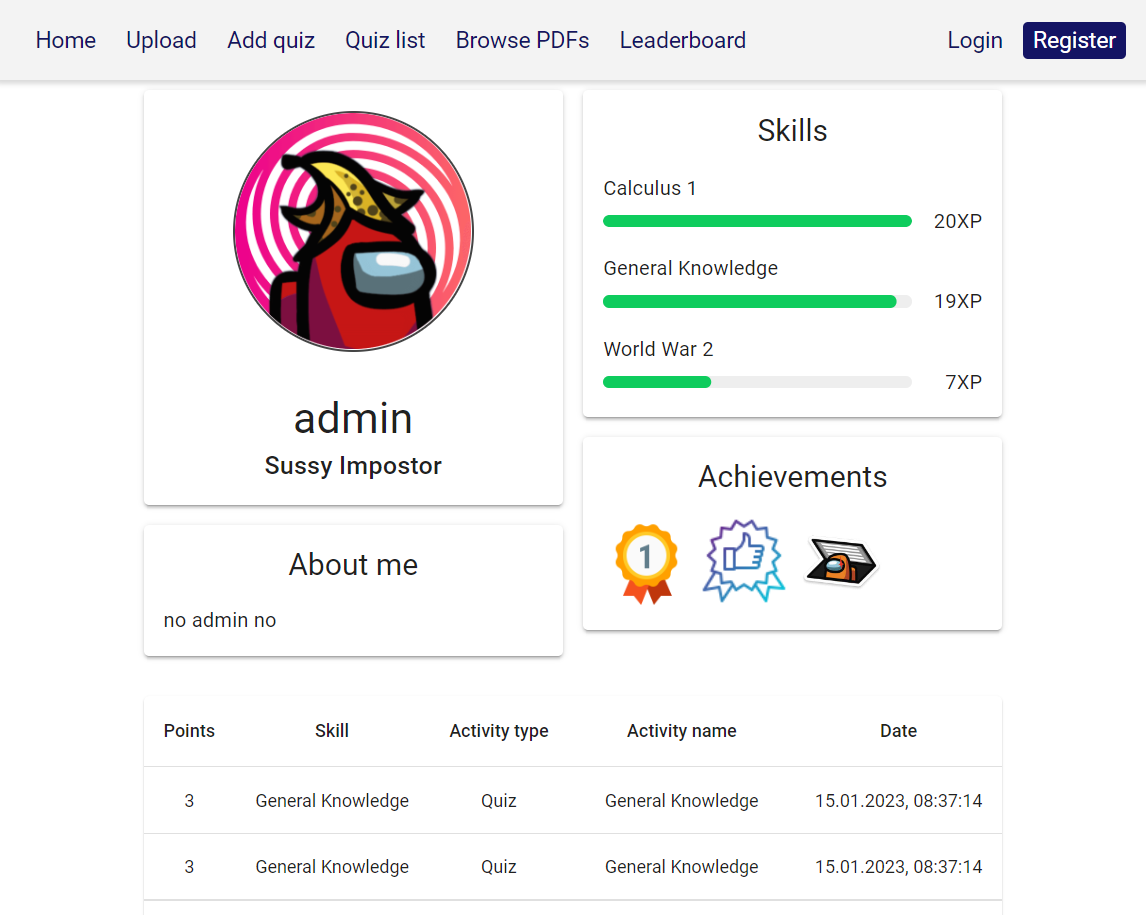 Home Upload Add quiz Quiz list Browse PDFs Leaderboard Login Register
admin
Sussy Impostor
About me
no admin no
Skills
Calculus 1
20XP
General Knowledge
19XP
World War 2
7XP
Achievements
1
Points Skill Activity type Activity name Date
3 General Knowledge Quiz General Knowledge 15.01.2023, 08:37:14
3 General Knowledge Quiz General Knowledge 15.01.2023, 08:37:14